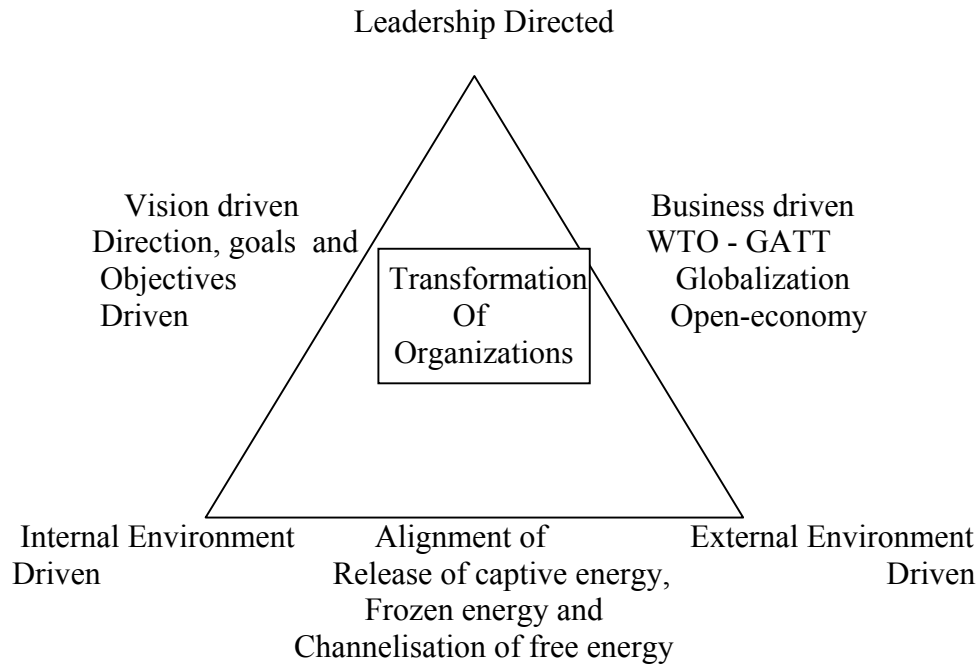 Leadership Directed
Vision driven
Direction, goals and
Objectives
Driven
Business driven
WTO - GATT
Globalization
Open-economy
Transformation
Of
Organizations
Internal Environment
Driven
Alignment of
Release of captive energy,
Frozen energy and
Channelisation of free energy
External Environment
Driven